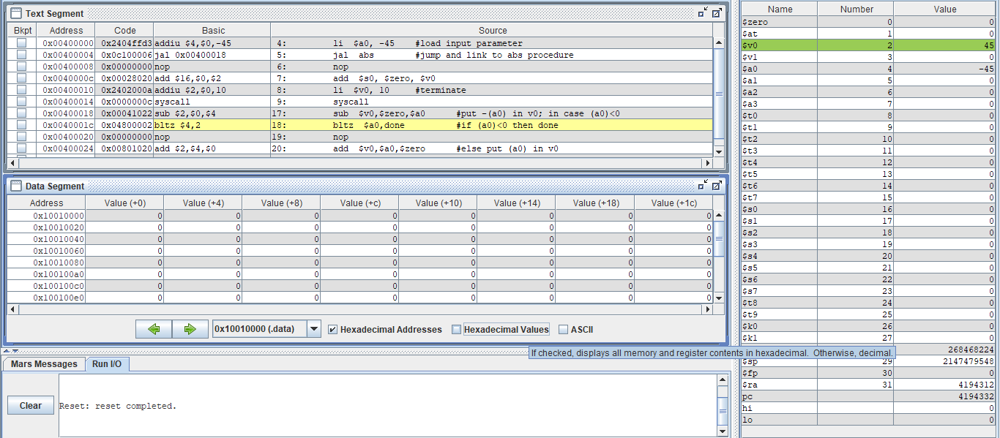 Text Segment
Bkpt Address Code Basic Source
0x00400000 0x2404ffd3 addiu $4,$0,-45 4: li $a0, -45 #load input parameter
0x00400004 0x0c100006 jal 0x00400018 5: jal abs #jump and link to abs procedure
0x00400008 0x00000000 nop 6: nop
0x0040000c 0x00028020 add $16,$0,$2 7: add $s0, $zero, $v0
0x00400010 0x2402000a addiu $2,$0,10 8: li $v0, 10 #terminate
0x00400014 0x0000000c syscall 9: syscall
0x00400018 0x00041022 sub $2,$0,$4 17: sub $v0,$zero,$a0 #put -(a0) in v0; in case (a0)<0
0x0040001c 0x04800002 bltz $4,2 18: bltz $a0,done #if (a0)<0 then done
0x00400020 0x00000000 nop 19: nop
0x00400024 0x00801020 add $2,$4,$0 20: add $v0,$a0,$zero #else put (a0) in v0
Data Segment
Address Value (+0) Value (+4) Value (+8) Value (+c) Value (+10) Value (+14) Value (+18) Value (+1c)
0x10010000 0 0 0 0 0 0 0 0
0x10010020 0 0 0 0 0 0 0 0
0x10010040 0 0 0 0 0 0 0 0
0x10010060 0 0 0 0 0 0 0 0
0x10010080 0 0 0 0 0 0 0 0
0x100100a0 0 0 0 0 0 0 0 0
0x100100c0 0 0 0 0 0 0 0 0
0x100100e0 0 0 0 0 0 0 0 0
0x10010000 (.data) Hexadecimal Addresses Hexadecimal Values ASCII
If checked, displays all memory and register contents in hexadecimal. Otherwise, decimal.
Mars Messages Run I/O
Clear
Reset: reset completed.
Name Number Value
$zero 0 0
$at 1 0
$v0 2 45
$v1 3 0
$a0 4 -45
$a1 5 0
$a2 6 0
$a3 7 0
$t0 8 0
$t1 9 0
$t2 10 0
$t3 11 0
$t4 12 0
$t5 13 0
$t6 14 0
$t7 15 0
$s0 16 0
$s1 17 0
$s2 18 0
$s3 19 0
$s4 20 0
$s5 21 0
$s6 22 0
$s7 23 0
$t8 24 0
$t9 25 0
$k0 26 0
$k1 27 0
268468224
$sp 29 2147479548
$fp 30 0
$ra 31 4194312
pc 4194332
hi 0
lo 0